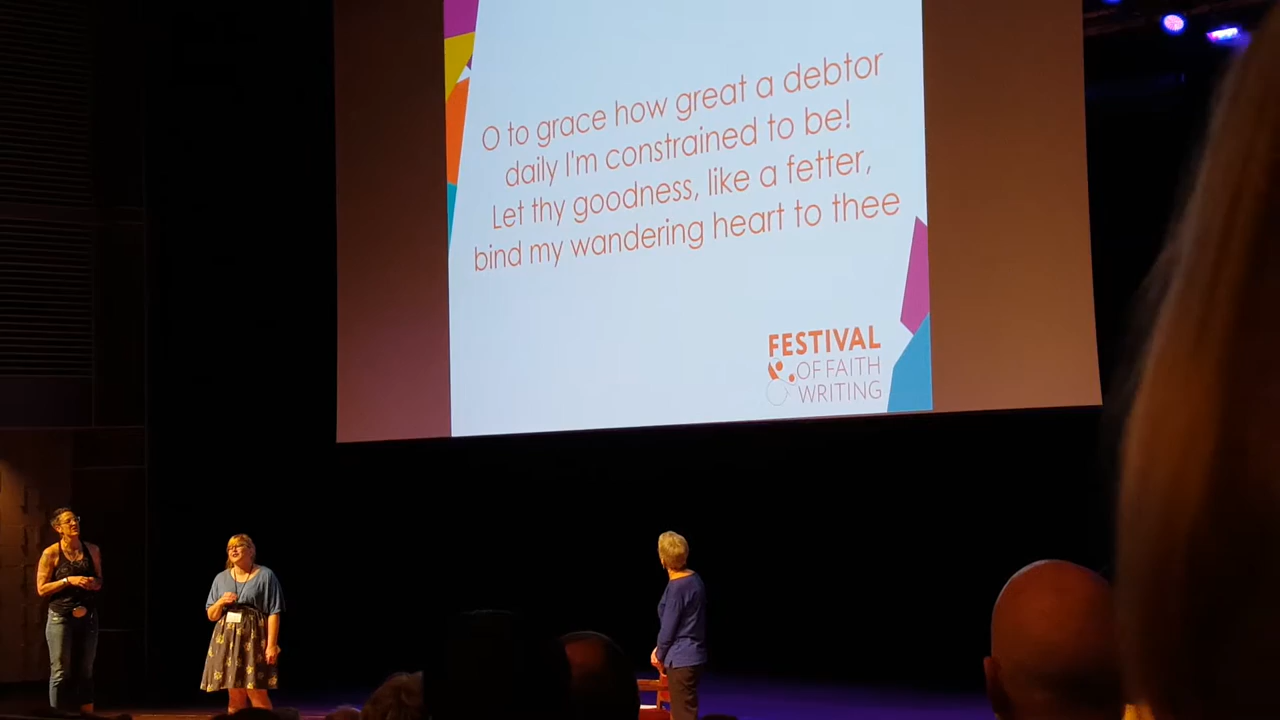 O to grace how great a debtor
daily I'm constrained to be!
Let thy goodness, like a fetter,
bind my wandering heart to thee
FESTIVAL
OF FAITH
& WRITING